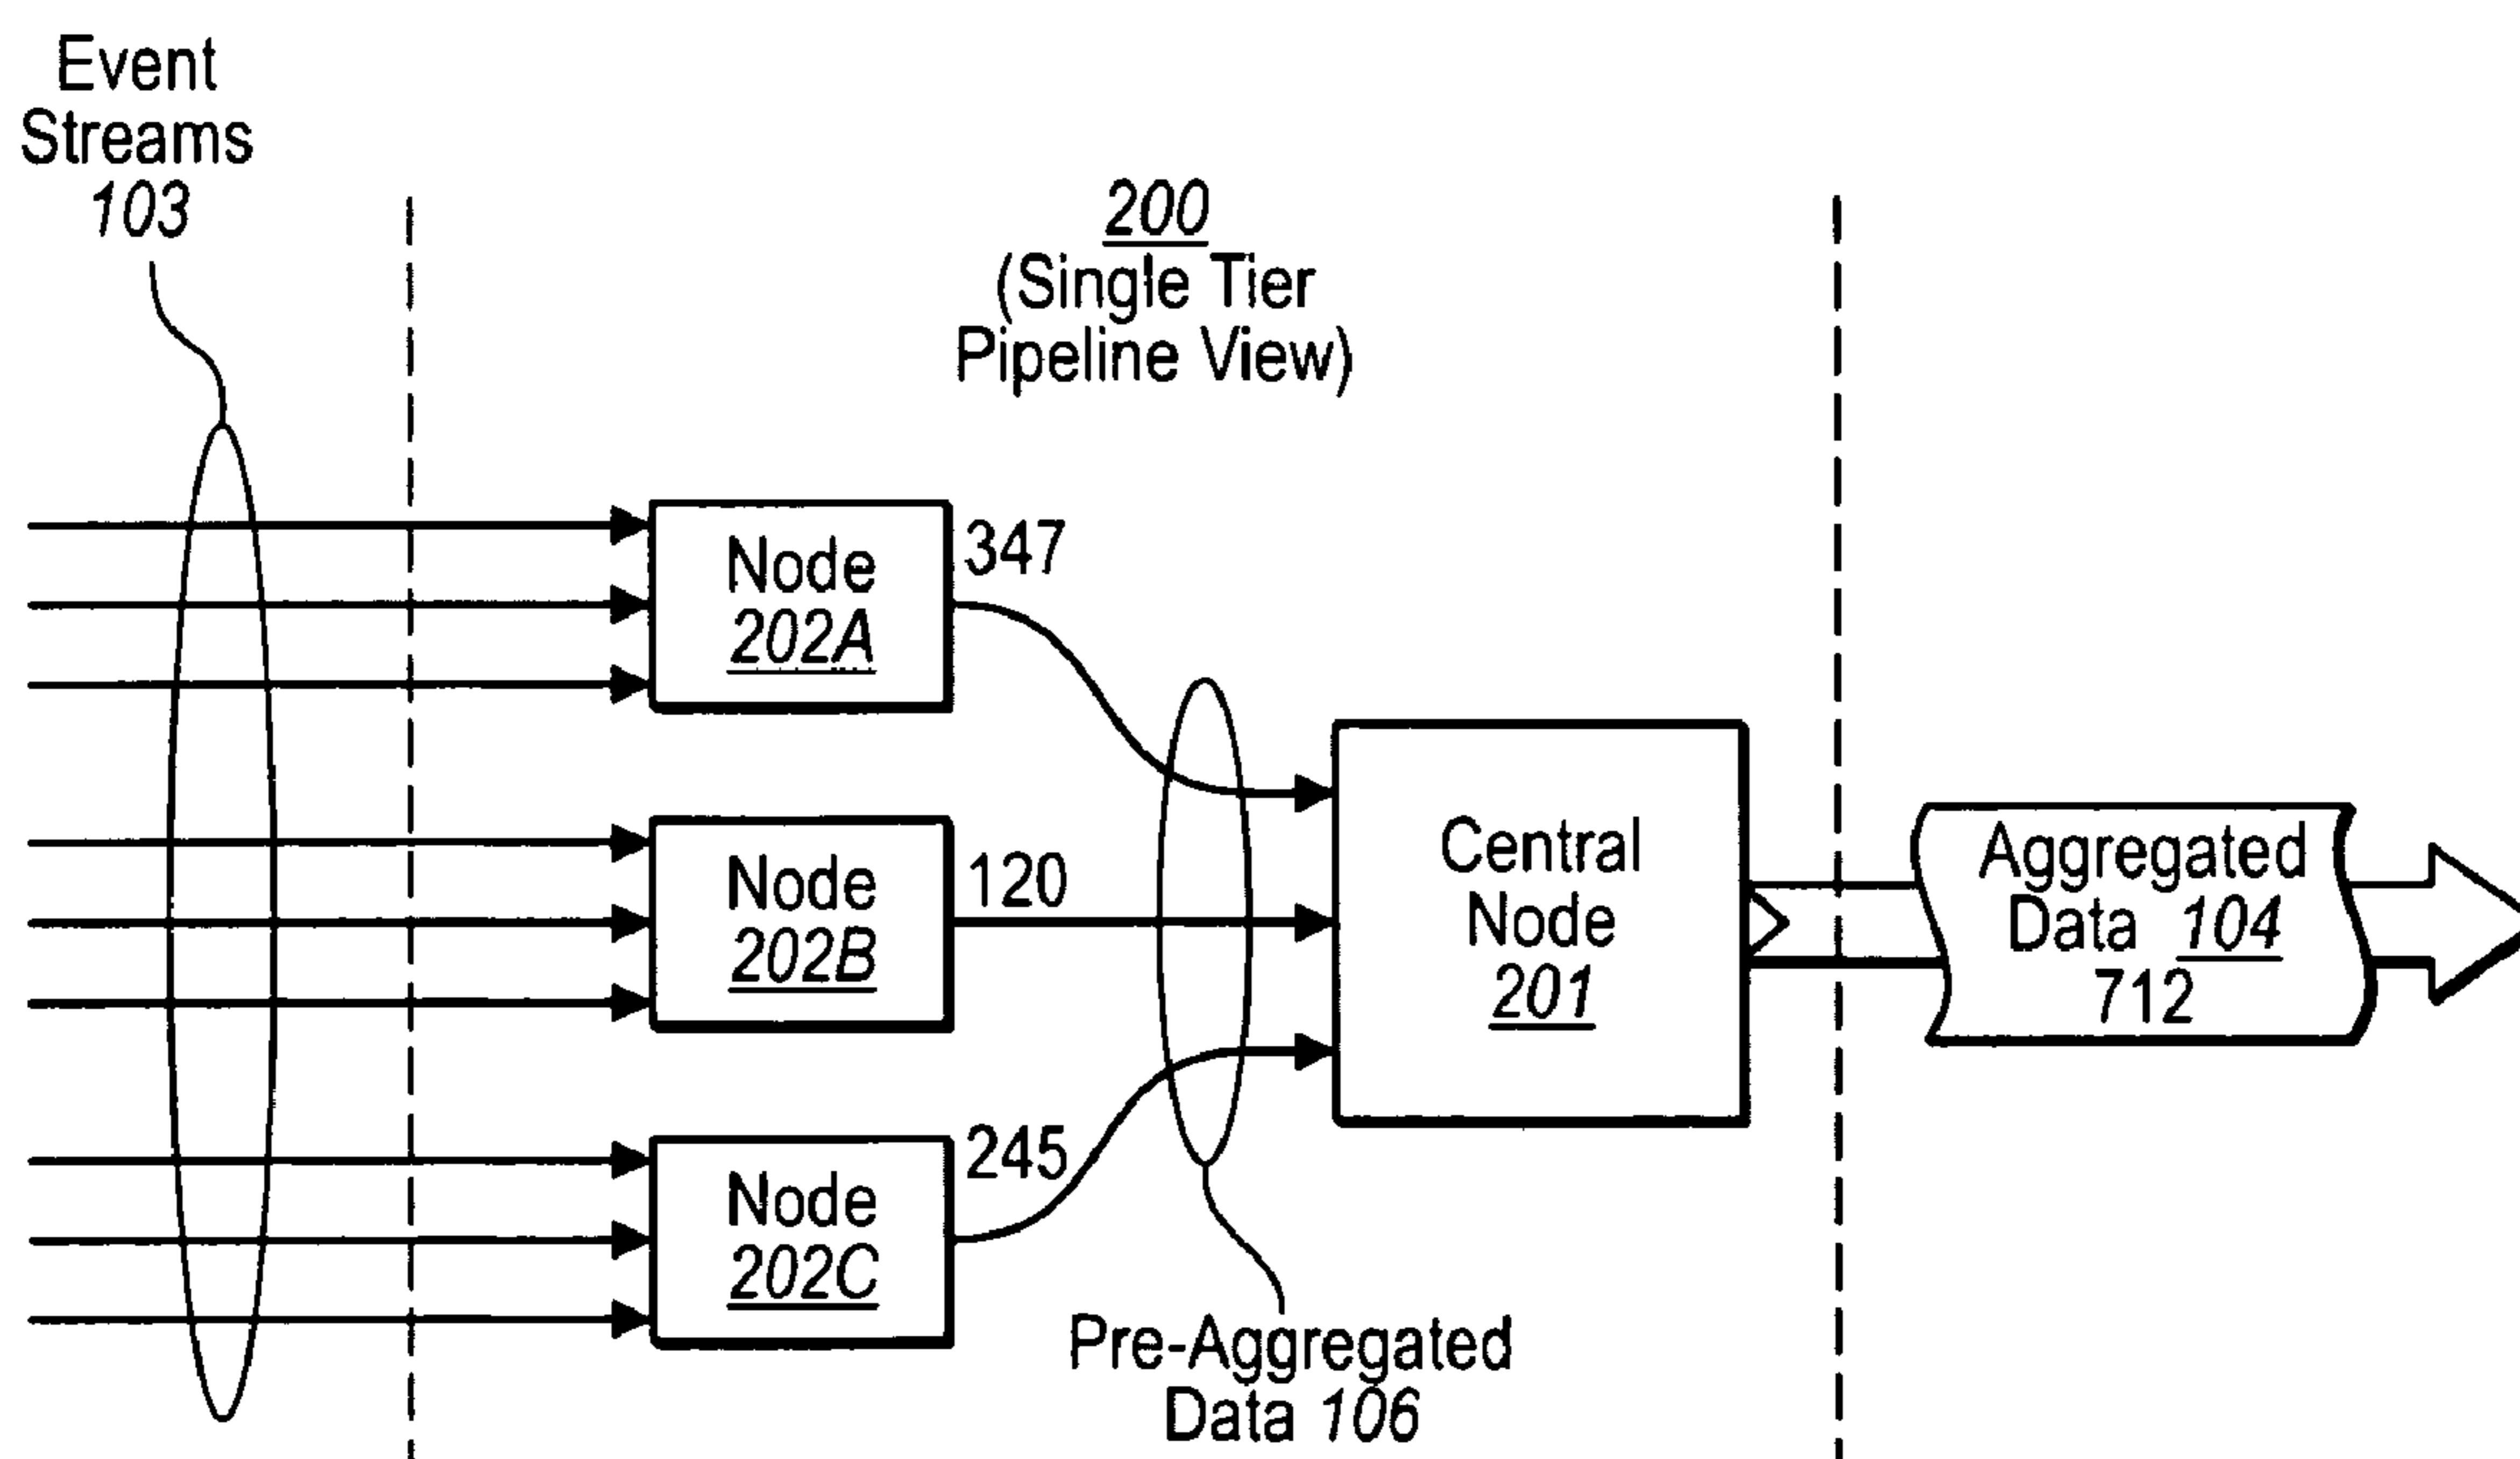 Event
Streams
103
200
(Single Tier
Pipeline View)
Node
202A
347
Node
202B
120
Node
202C
245
Central
Node
201
Aggregated
Data 104
712
Pre-Aggregated
Data 106